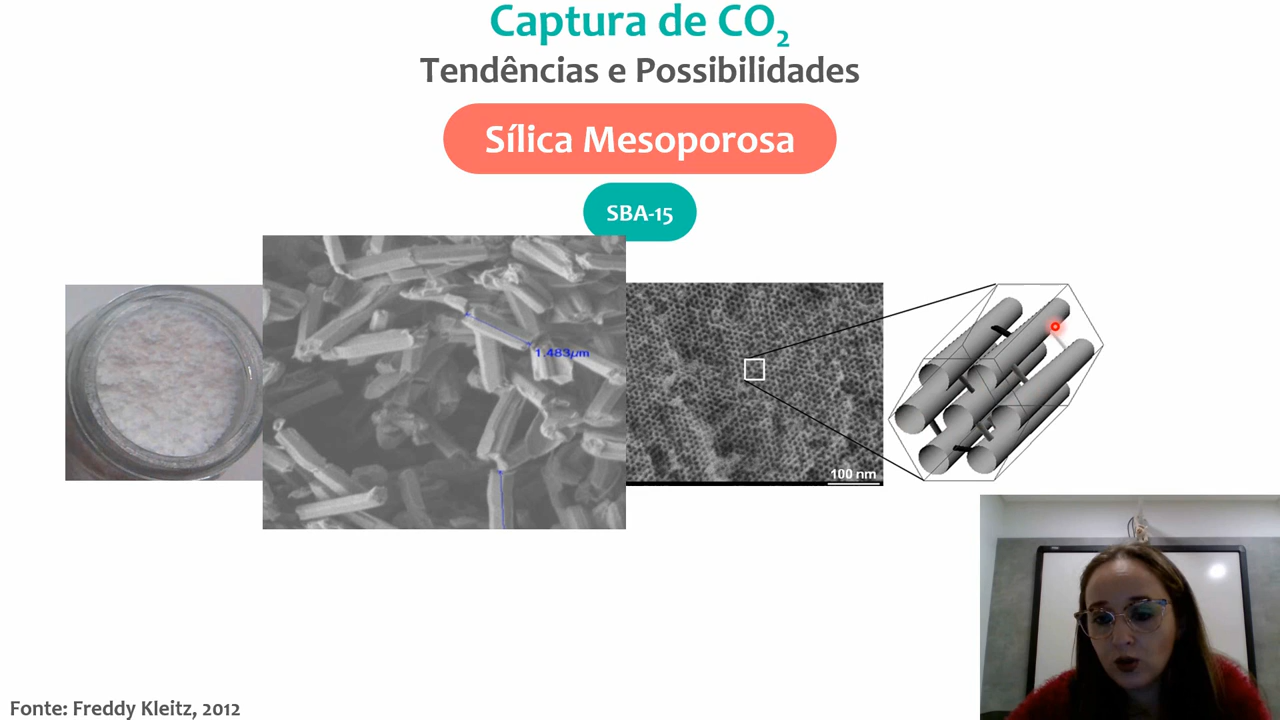 Captura de CO₂
Tendências e Possibilidades
Sílica Mesoporosa
SBA-15
1.483µm
100 nm
Fonte: Freddy Kleitz, 2012